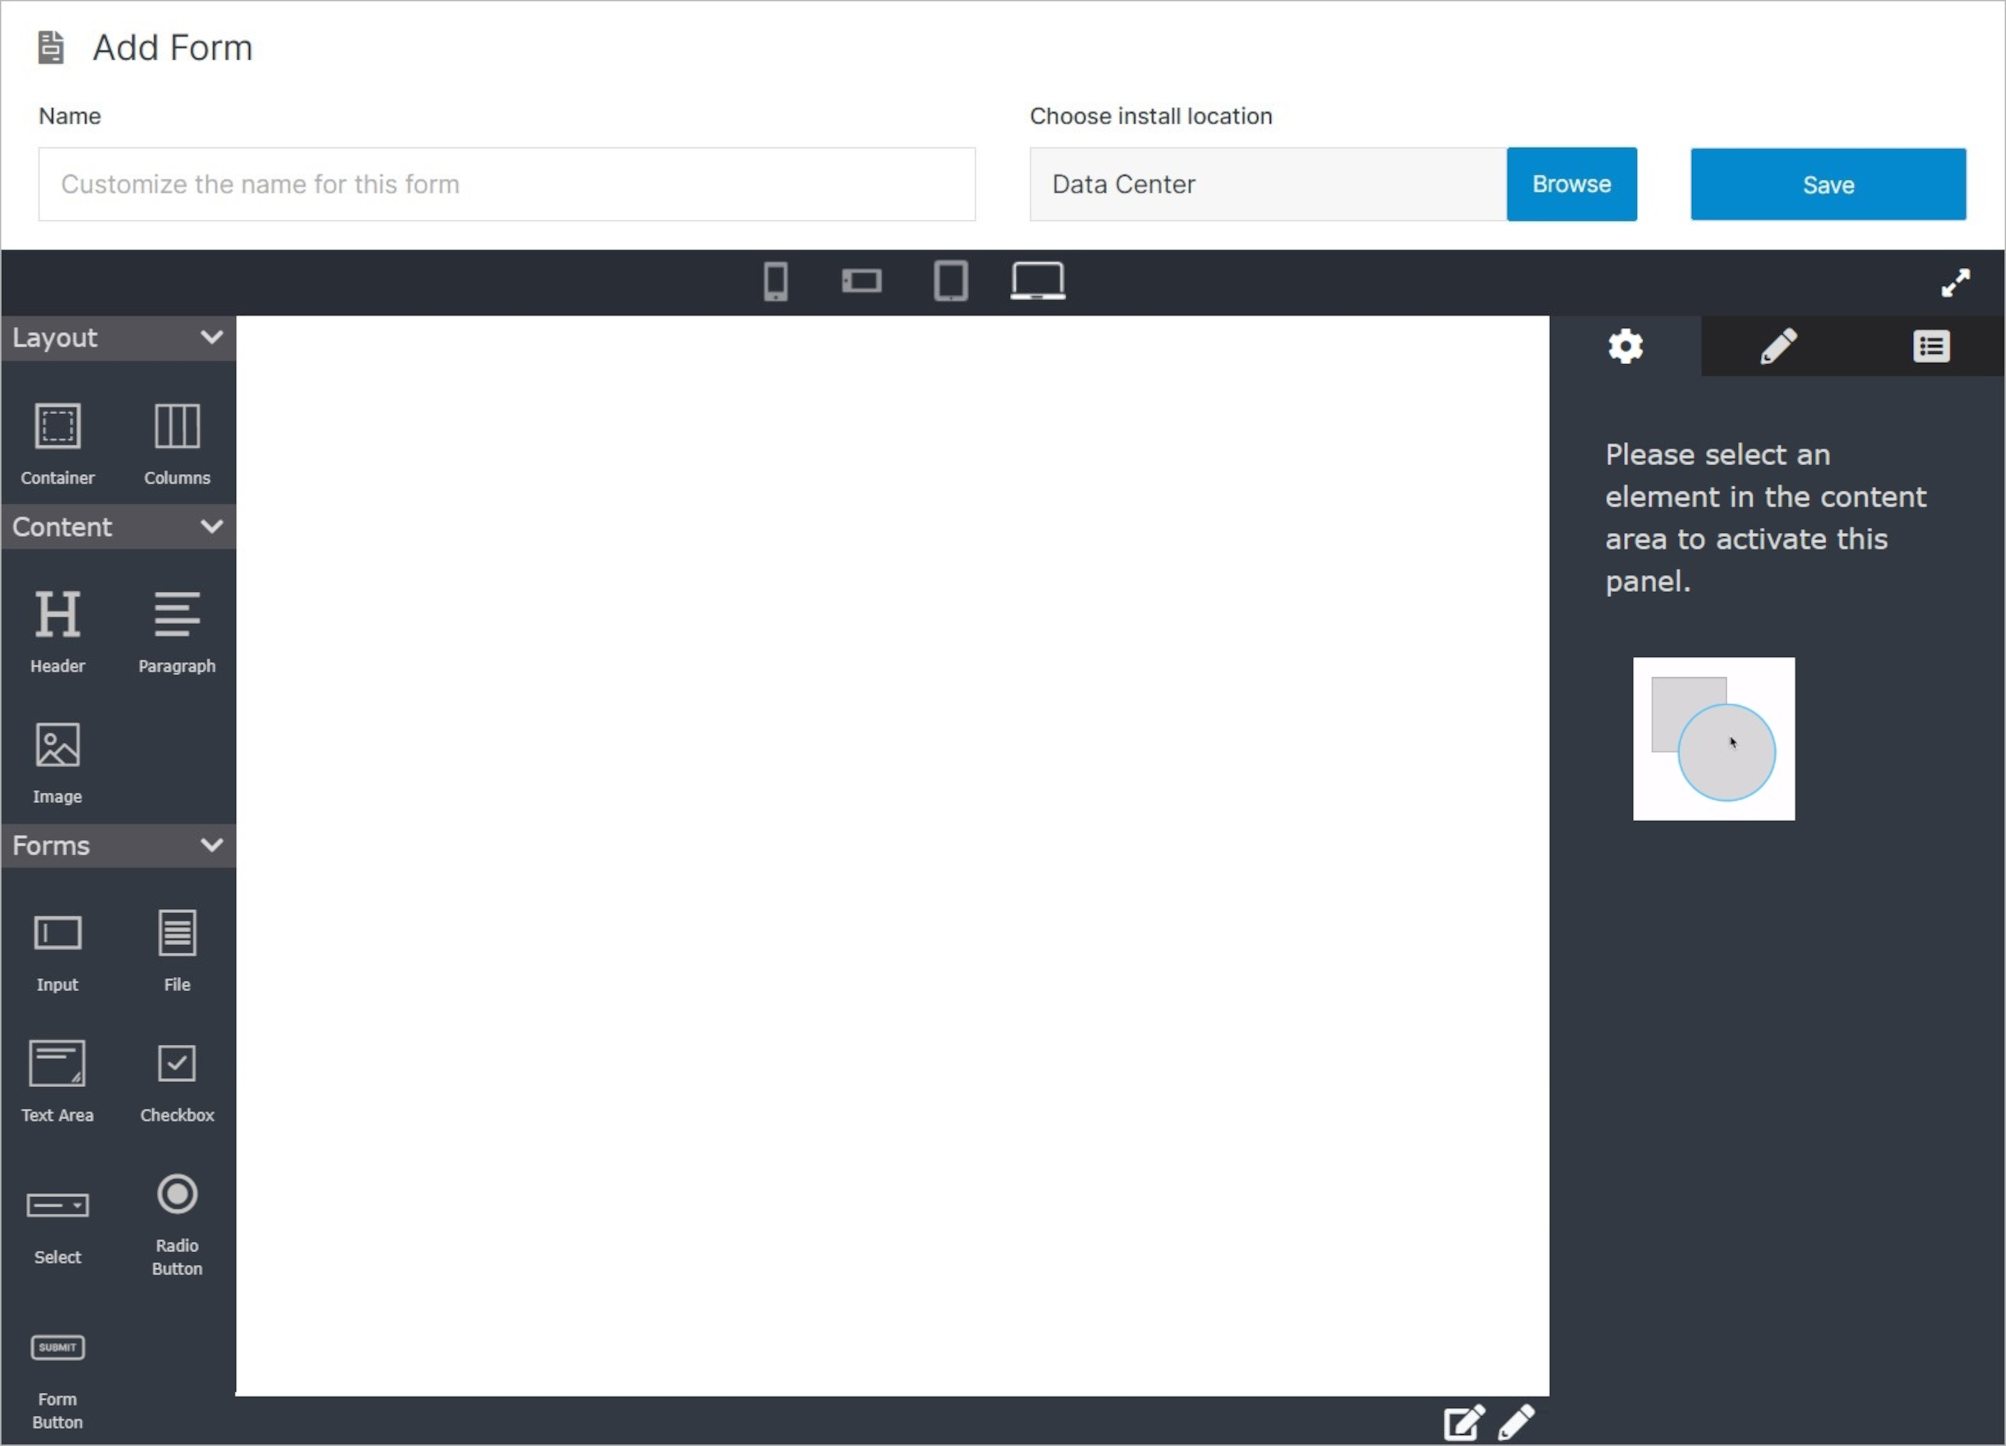 Add Form
Name
Choose install location
Customize the name for this form
Data Center
Browse
Save
Layout
Container
Columns
Content
Header
Paragraph
Image
Forms
Input
File
Text Area
Checkbox
Select
Radio
Button
SUBMIT
Form
Button
Please select an
element in the content
area to activate this
panel.